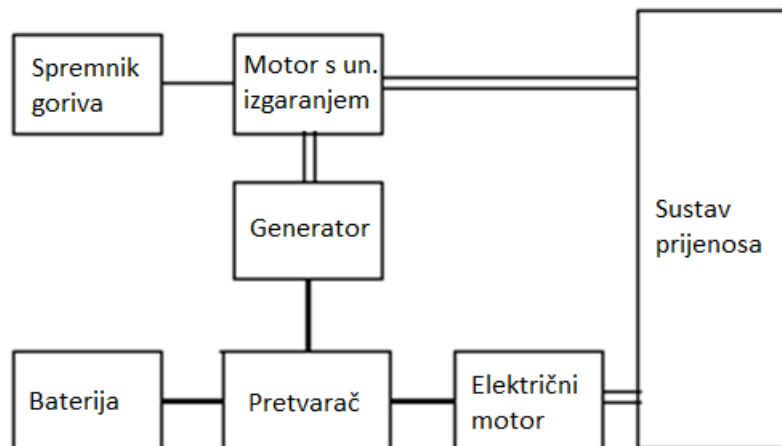 Spremnik
goriva
Motor s un.
izgaranjem
Generator
Sustav
prijenosa
Baterija
Pretvarač
Električni
motor